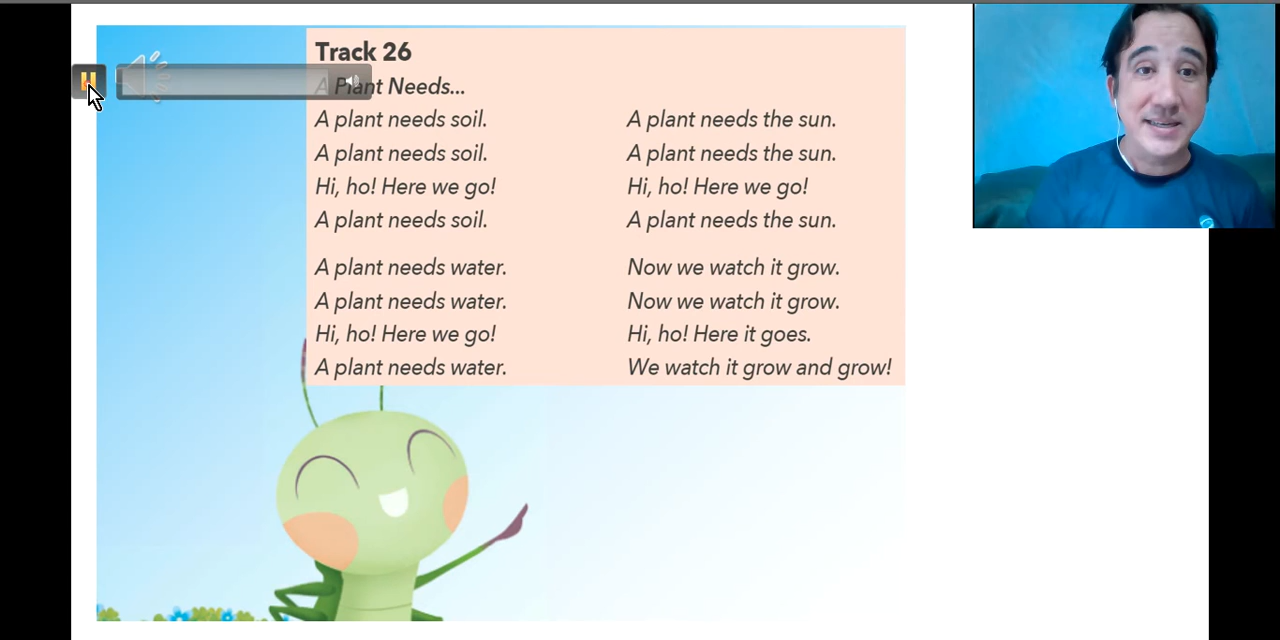 Track 26
A Plant Needs...
A plant needs soil.
A plant needs soil.
Hi, ho! Here we go!
A plant needs soil.
A plant needs water.
A plant needs water.
Hi, ho! Here we go!
A plant needs water.
A plant needs the sun.
A plant needs the sun.
Hi, ho! Here we go!
A plant needs the sun.
Now we watch it grow.
Now we watch it grow.
Hi, ho! Here it goes.
We watch it grow and grow!